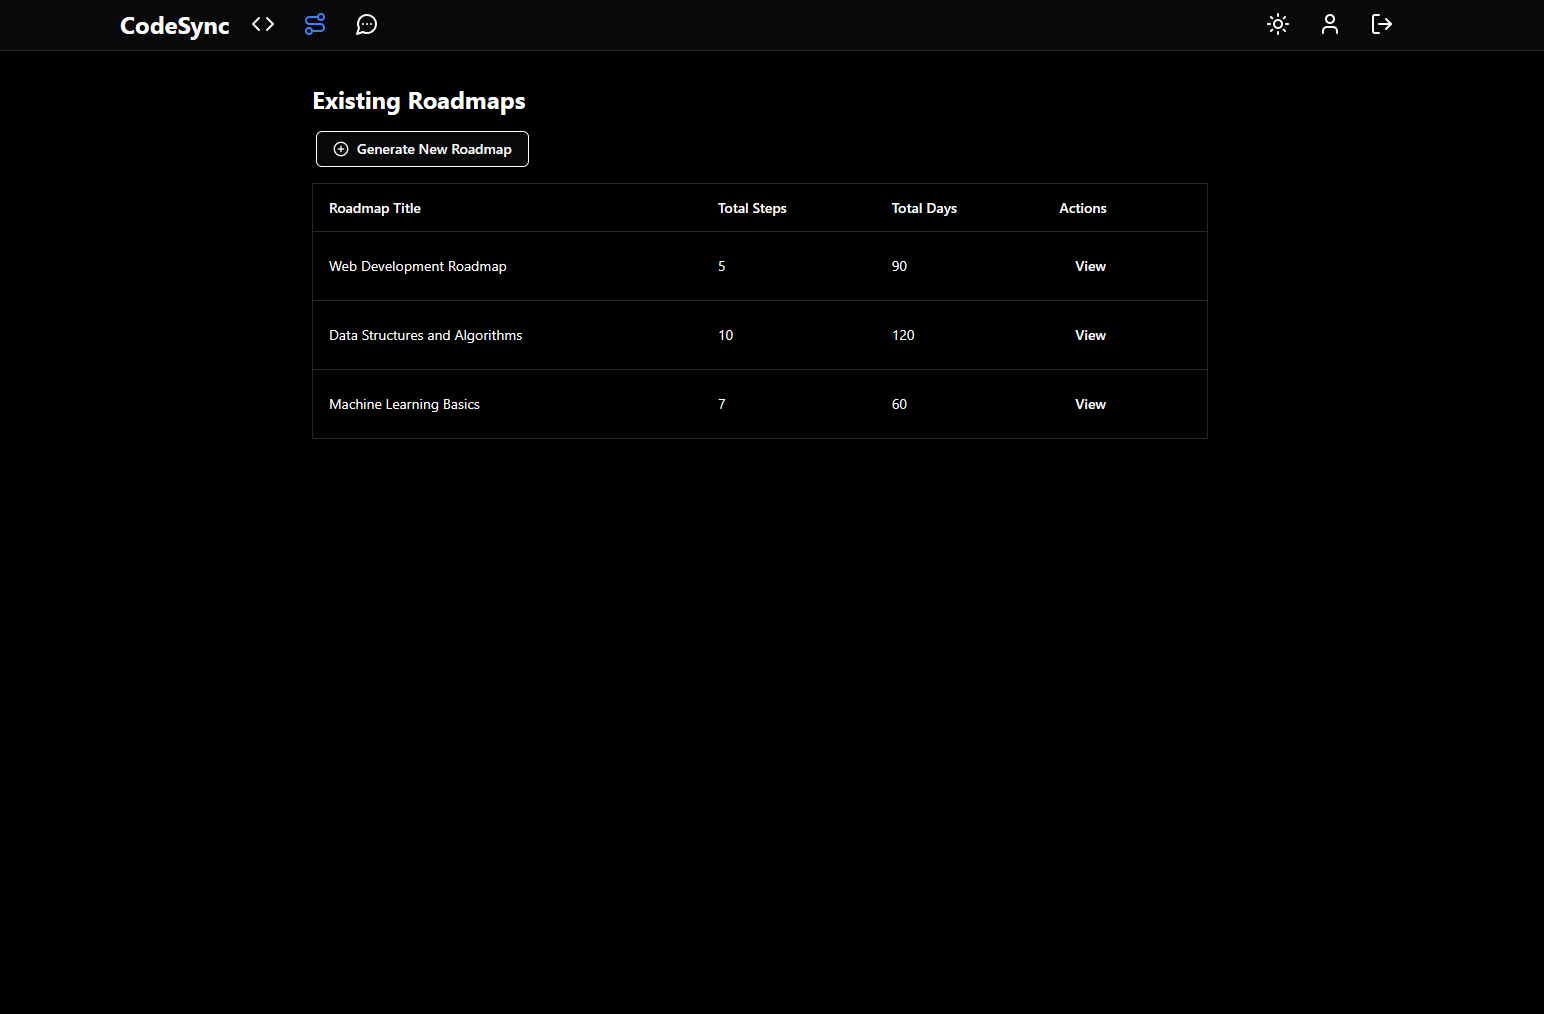 CodeSync
Existing Roadmaps
Generate New Roadmap
Roadmap Title Total Steps Total Days Actions
Web Development Roadmap 5 90 View
Data Structures and Algorithms 10 120 View
Machine Learning Basics 7 60 View